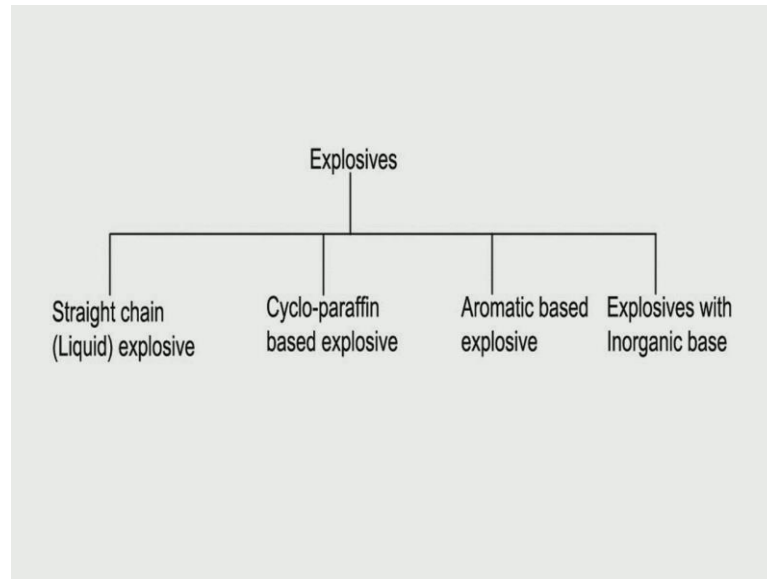 Explosives
Straight chain
(Liquid) explosive
Cyclo-paraffin
based explosive
Aromatic based
explosive
Explosives with
Inorganic base